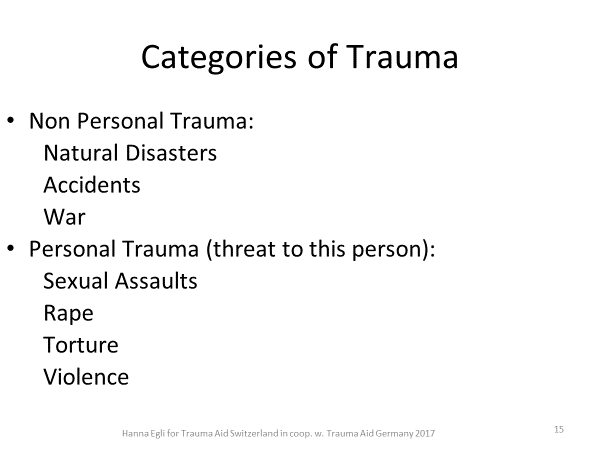 Categories of Trauma
• Non Personal Trauma:
Natural Disasters
Accidents
War
• Personal Trauma (threat to this person):
Sexual Assaults
Rape
Torture
Violence
Hanna Egli for Trauma Aid Switzerland in coop. w. Trauma Aid Germany 2017
15